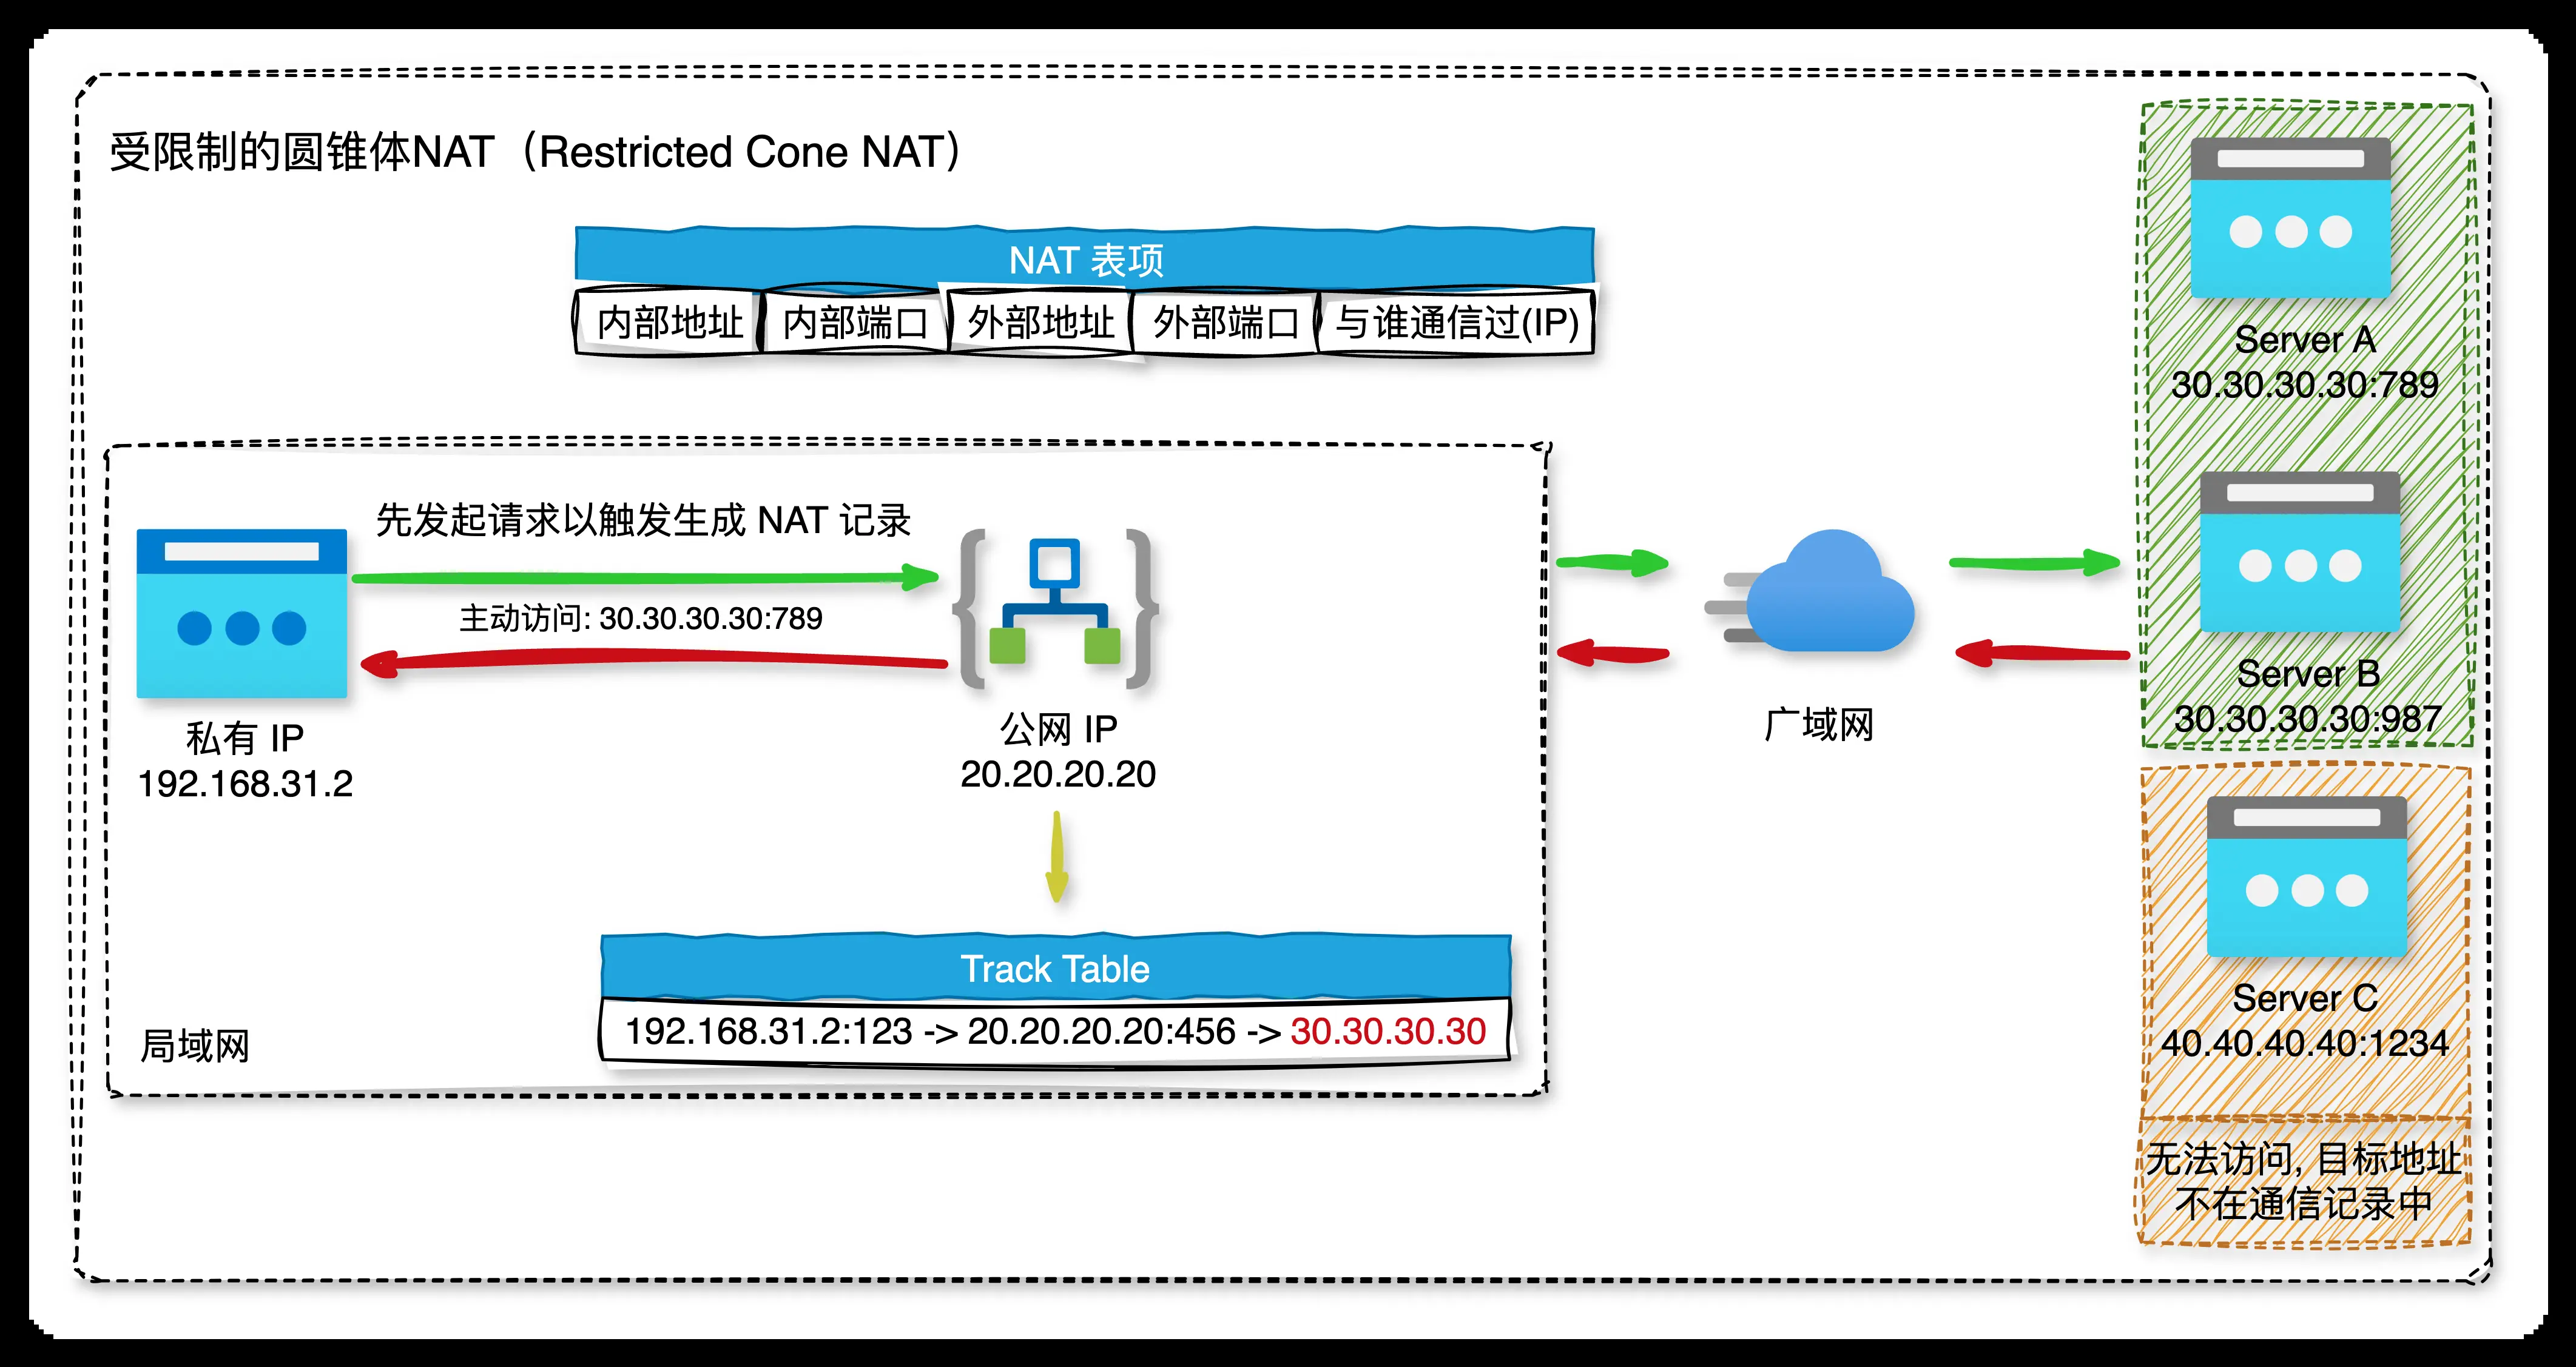 受限制的圆锥体NAT（Restricted Cone NAT）
NAT 表项
内部地址 内部端口 外部地址 外部端口 与谁通信过(IP)
先发起请求以触发生成 NAT 记录
主动访问: 30.30.30.30:789
私有 IP
192.168.31.2
公网 IP
20.20.20.20
Track Table
192.168.31.2:123 -> 20.20.20.20:456 -> 30.30.30.30
局域网
广域网
Server A
30.30.30.30:789
Server B
30.30.30.30:987
Server C
40.40.40.40:1234
无法访问, 目标地址
不在通信记录中